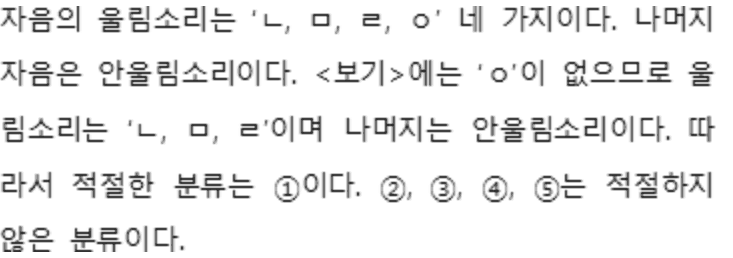 자음의 울림소리는 ‘ㄴ, ㅁ, ㄹ, ㅇ’ 네 가지이다. 나머지
자음은 안울림소리이다. <보기>에는 ‘ㅇ’이 없으므로 울
림소리는 ‘ㄴ, ㅁ, ㄹ’이며 나머지는 안울림소리이다. 따
라서 적절한 분류는 ①이다. ②, ③, ④, ⑤는 적절하지
않은 분류이다.